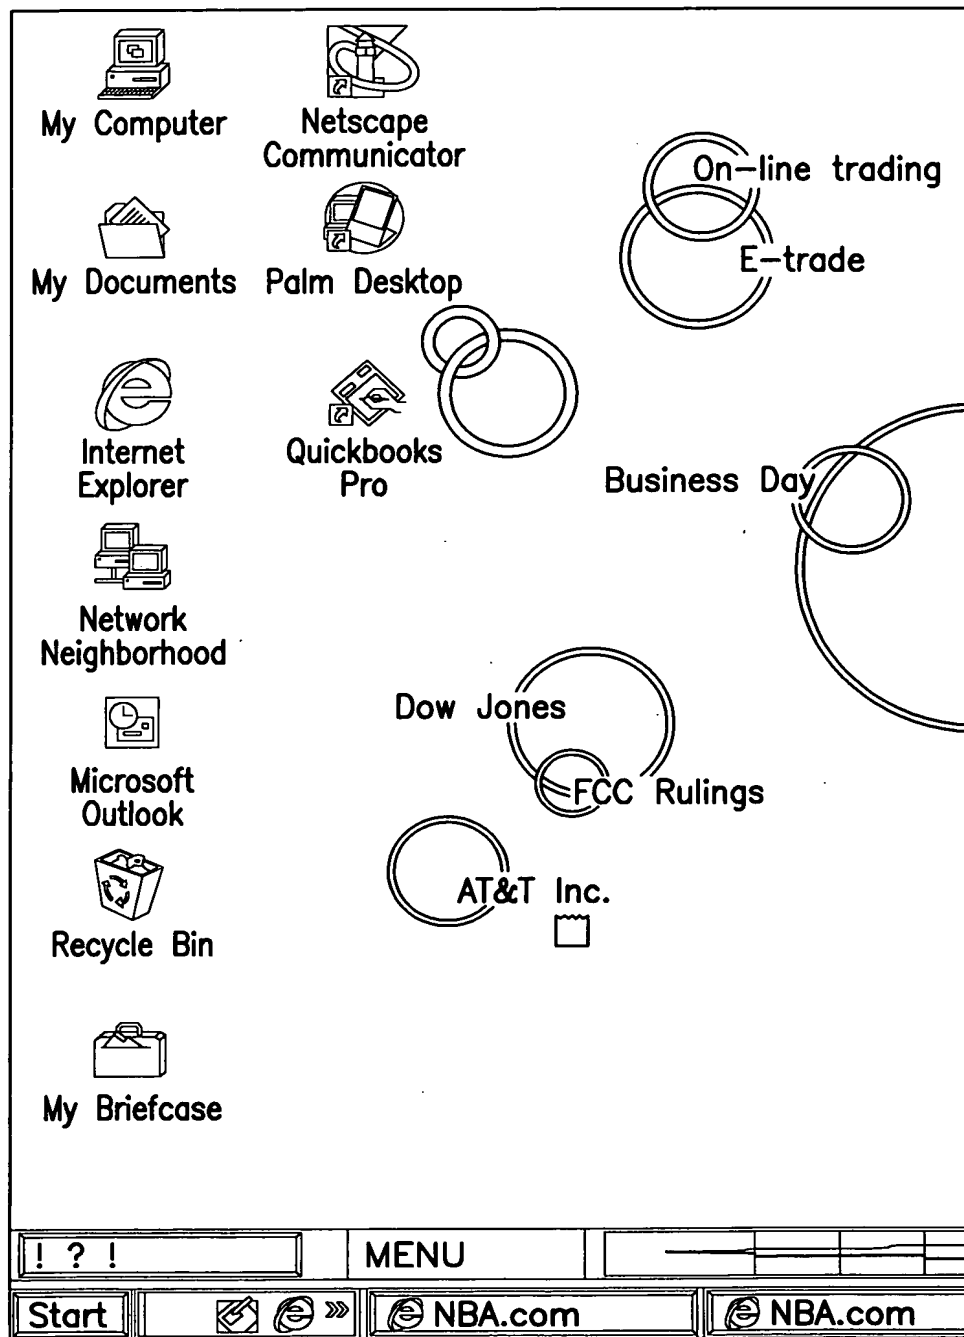 My Computer
Netscape
Communicator
On-line trading
E-trade
My Documents
Palm Desktop
Internet
Explorer
Quickbooks
Pro
Business Day
Network
Neighborhood
Dow Jones
Microsoft
Outlook
FCC Rulings
AT&T Inc.
Recycle Bin
My Briefcase
! ? !
MENU
Start
»
NBA.com
NBA.com